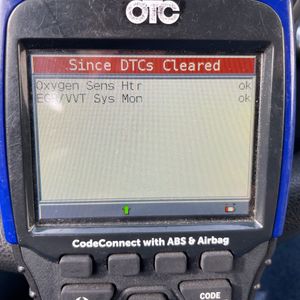 OTC
Since DTCs Cleared
Oxygen Sens Htr ok
EGR/VVT Sys Mon ok
CodeConnect with ABS & Airbag
CODE